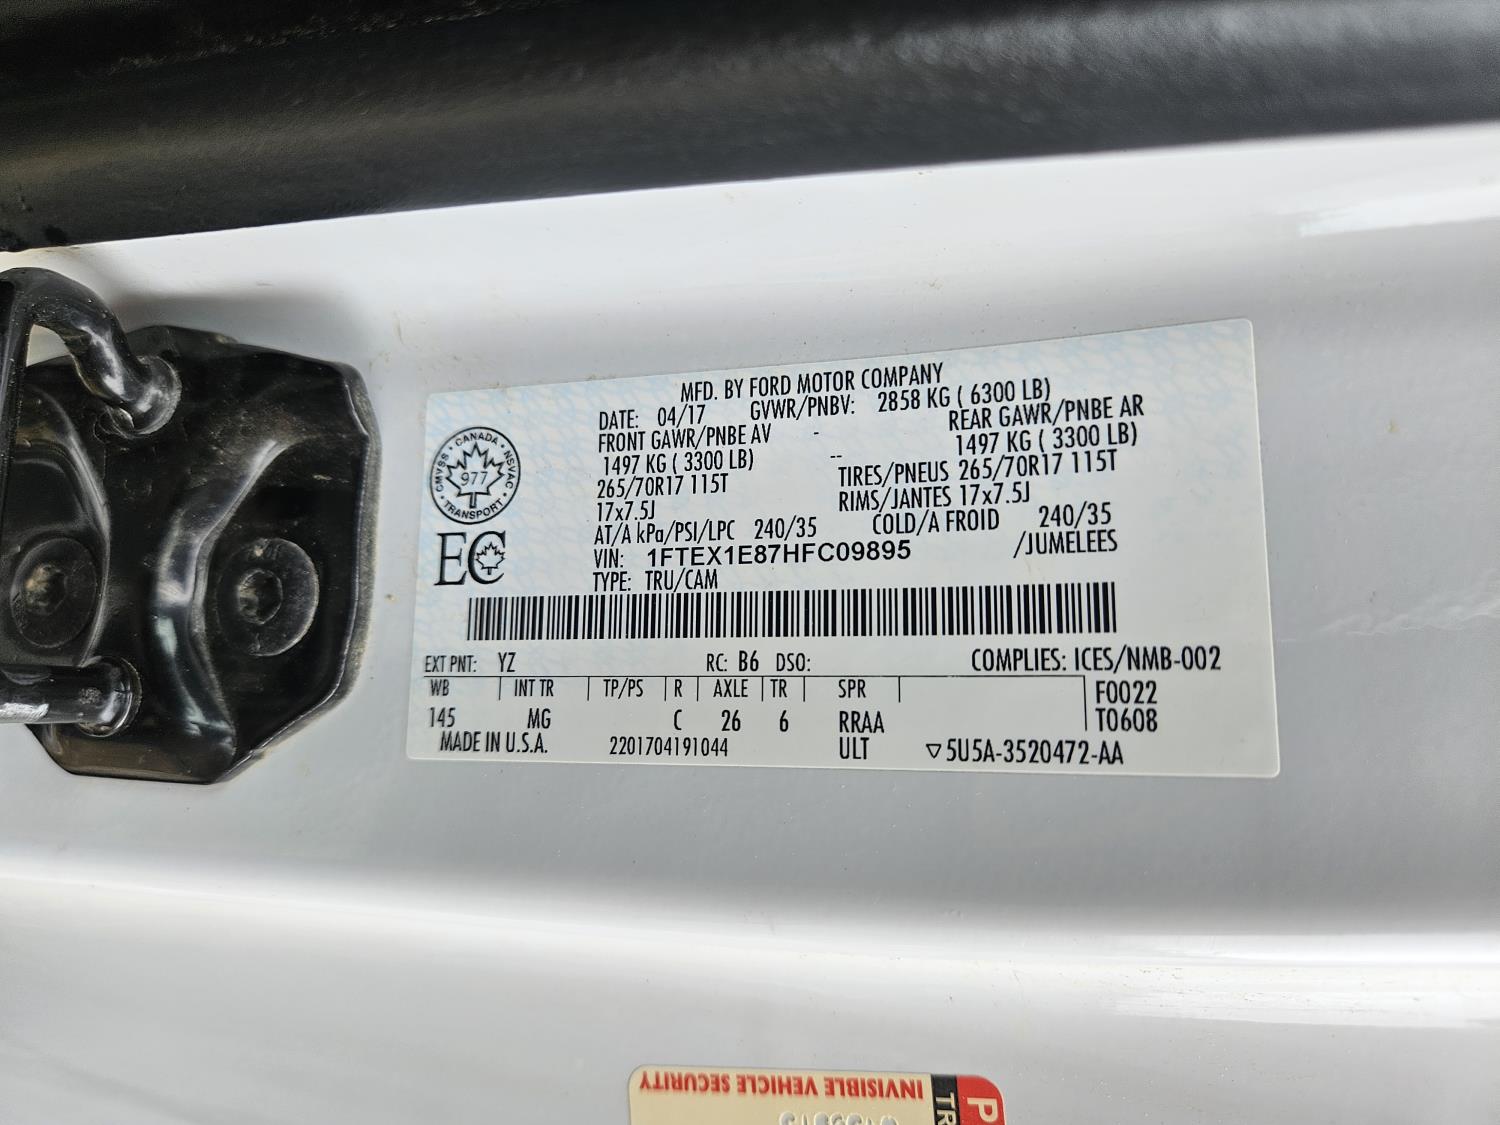 MFD. BY FORD MOTOR COMPANY
DATE: 04/17 GVWR/PNBV: 2858 KG ( 6300 LB)
FRONT GAWR/PNBE AV - REAR GAWR/PNBE AR
1497 KG ( 3300 LB) -- 1497 KG ( 3300 LB)
265/70R17 115T TIRES/PNEUS 265/70R17 115T
17x7.5J RIMS/JANTES 17x7.5J
AT/A kPa/PSI/LPC 240/35 COLD/A FROID 240/35
VIN: 1FTEX1E87HFC09895 /JUMELEES
TYPE: TRU/CAM
CANADA
CMVSS NSVAC
977
TRANSPORT
EC
EXT PNT: YZ RC: B6 DSO: COMPLIES: ICES/NMB-002
WB INT TR TP/PS R AXLE TR SPR F0022
145 MG C 26 6 RRAA T0608
MADE IN U.S.A. 2201704191044 ULT ▽5U5A-3520472-AA
INVISIBLE VEHICLE SECURITY